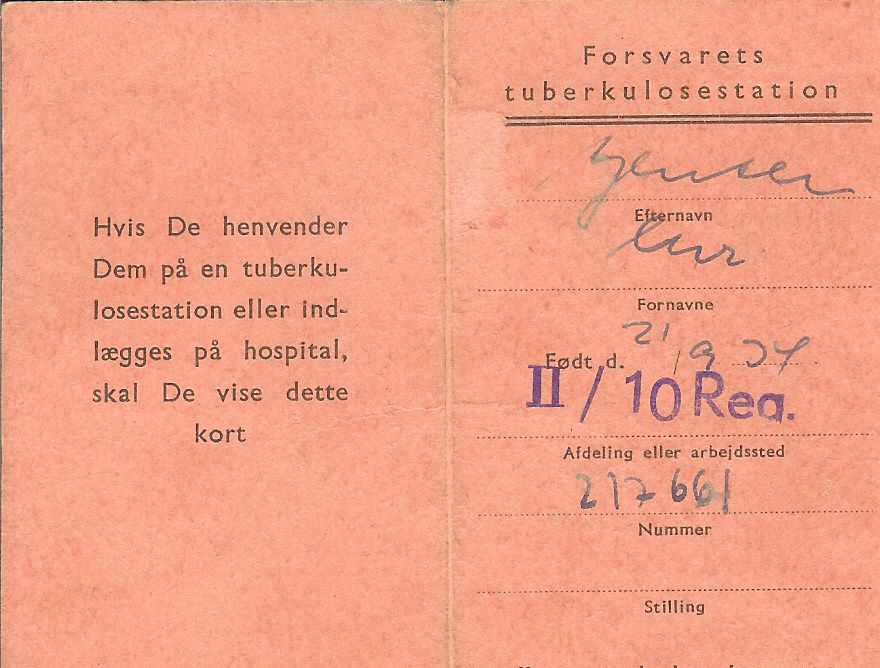 Hvis De henvender
Dem på en tuberku-
losestation eller ind-
lægges på hospital,
skal De vise dette
kort
Forsvarets
tuberkulosestation
Efternavn
Fornavne
Født d. 21/9 34
II / 10 Reg.
Afdeling eller arbejdssted
217661
Nummer
Stilling